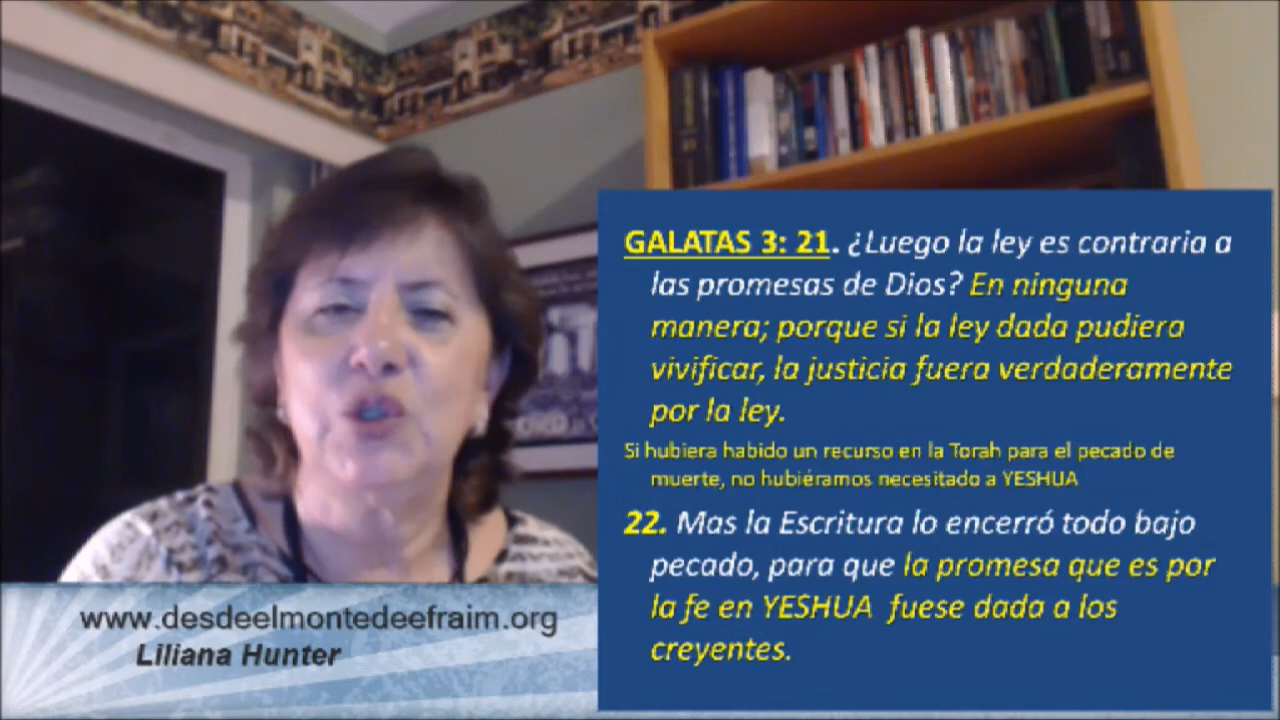 GALATAS 3: 21. ¿Luego la ley es contraria a
las promesas de Dios? En ninguna
manera; porque si la ley dada pudiera
vivificar, la justicia fuera verdaderamente
por la ley.
Si hubiera habido un recurso en la Torah para el pecado de
muerte, no hubiéramos necesitado a YESHUA
22. Mas la Escritura lo encerró todo bajo
pecado, para que la promesa que es por
la fe en YESHUA fuese dada a los
creyentes.
www.desdeelmontedeefraim.org
Liliana Hunter